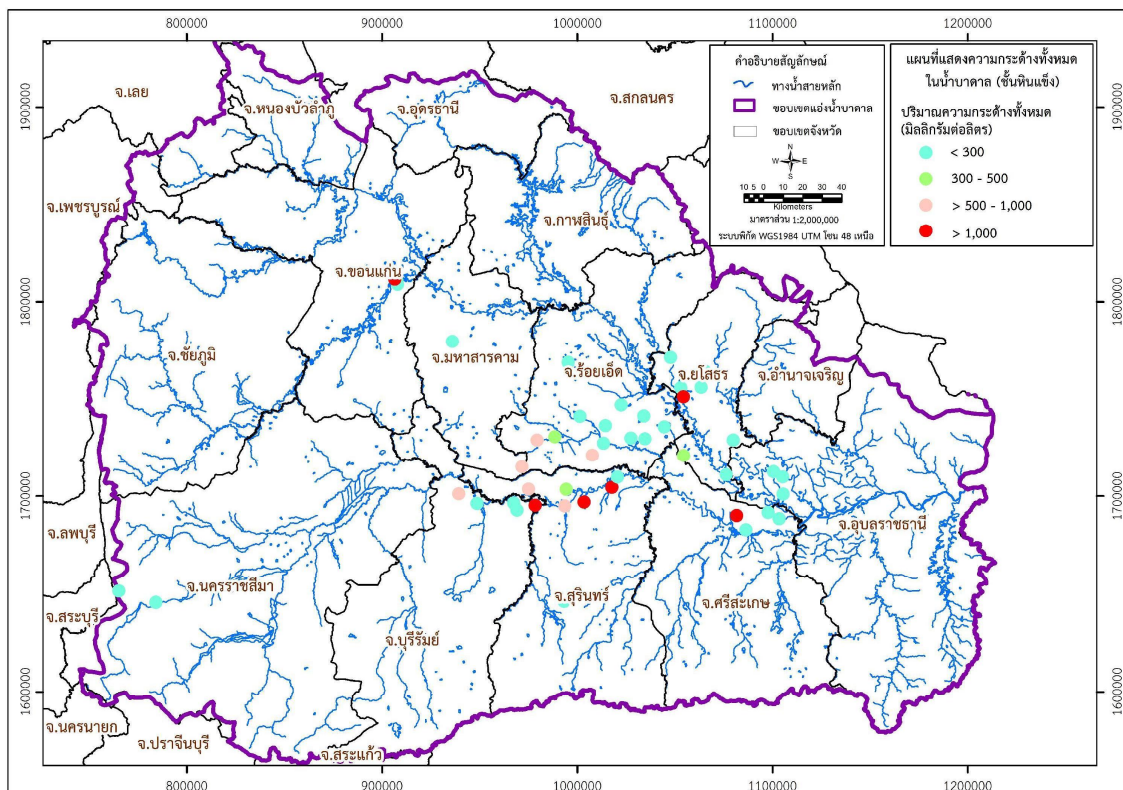 800000 900000 1000000 1100000 1200000
คำอธิบายสัญลักษณ์
ทางน้ำสายหลัก
ขอบเขตแอ่งน้ำบาดาล
ขอบเขตจังหวัด
N
W E
S
10 5 0 10 20 30 40
Kilometers
มาตราส่วน 1:2,000,000
ระบบพิกัด WGS1984 UTM โซน 48 เหนือ
แผนที่แสดงความกระด้างทั้งหมด
ในน้ำบาดาล (ชั้นหินแข็ง)
ปริมาณความกระด้างทั้งหมด
(มิลลิกรัมต่อลิตร)
< 300
300 - 500
> 500 - 1,000
> 1,000
1900000 1900000
จ.เลย
จ.หนองบัวลำภู
จ.อุดรธานี
จ.สกลนคร
จ.เพชรบูรณ์
จ.กาฬสินธุ์
จ.ขอนแก่น
1800000 1800000
จ.ชัยภูมิ
จ.มหาสารคาม
จ.ร้อยเอ็ด
จ.ยโสธร
จ.อำนาจเจริญ
1700000 1700000
จ.ลพบุรี
จ.อุบลราชธานี
จ.นครราชสีมา
จ.สระบุรี
จ.สุรินทร์
จ.ศรีสะเกษ
จ.บุรีรัมย์
1600000 1600000
จ.นครนายก
จ.ปราจีนบุรี
จ.สระแก้ว
800000 900000 1000000 1100000 1200000